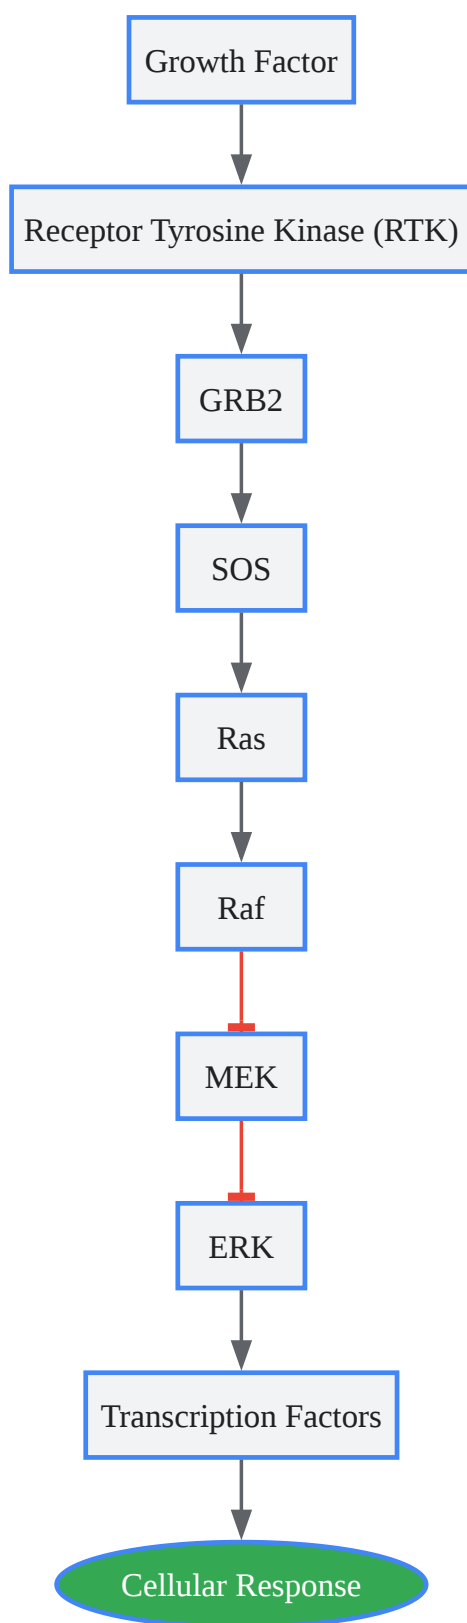 Growth Factor
Receptor Tyrosine Kinase (RTK)
GRB2
SOS
Ras
Raf
MEK
ERK
Transcription Factors
Cellular Response